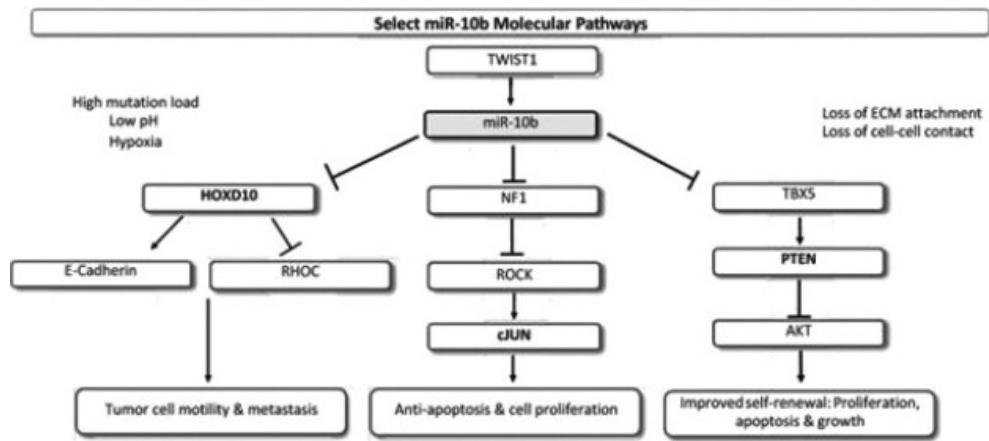 Select miR-10b Molecular Pathways
TWIST1
High mutation load
Low pH
Hypoxia
miR-10b
Loss of ECM attachment
Loss of cell-cell contact
HOXD10
NF1
TBX5
E-Cadherin
RHOC
ROCK
PTEN
cJUN
AKT
Tumor cell motility & metastasis
Anti-apoptosis & cell proliferation
Improved self-renewal: Proliferation,
apoptosis & growth